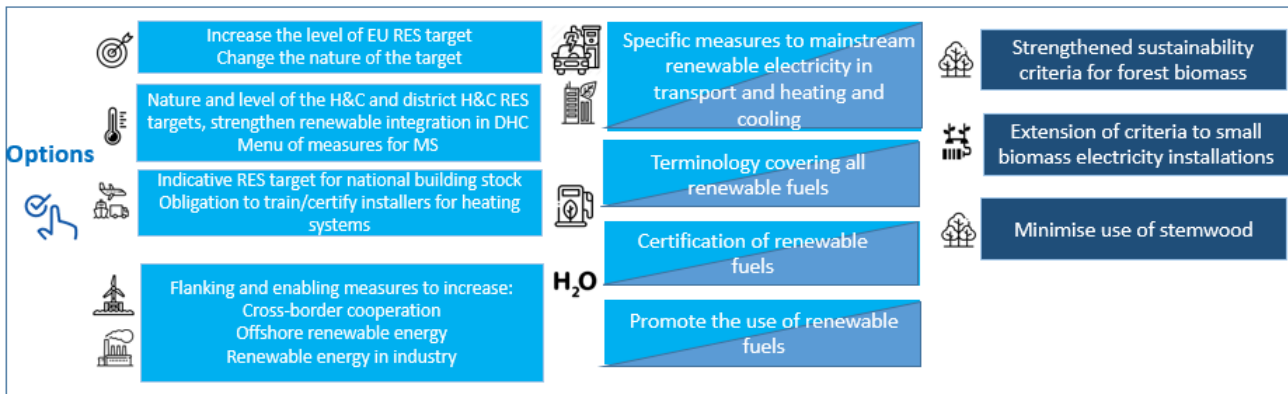 Options
Increase the level of EU RES target
Change the nature of the target
Nature and level of the H&C and district H&C RES
targets, strengthen renewable integration in DHC
Menu of measures for MS
Indicative RES target for national building stock
Obligation to train/certify installers for heating
systems
Flanking and enabling measures to increase:
Cross-border cooperation
Offshore renewable energy
Renewable energy in industry
Specific measures to mainstream
renewable electricity in
transport and heating and
cooling
Terminology covering all
renewable fuels
H₂O
Certification of renewable
fuels
Promote the use of renewable
fuels
Strengthened sustainability
criteria for forest biomass
Extension of criteria to small
biomass electricity installations
Minimise use of stemwood